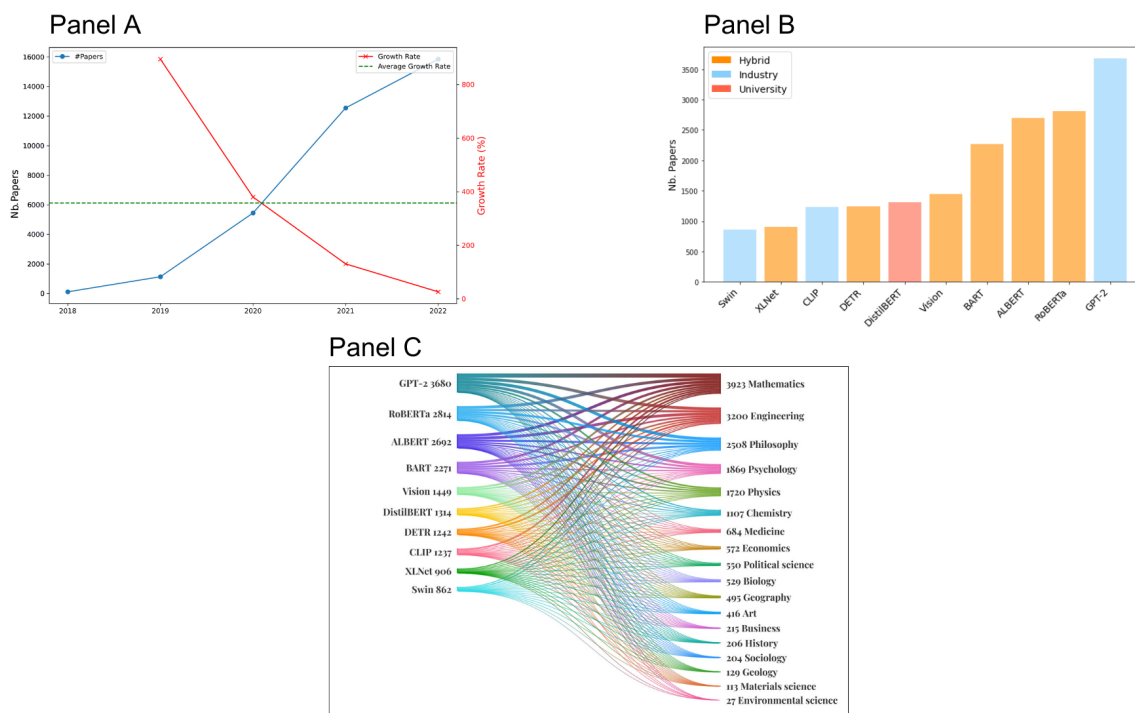 Panel A
16000
14000
12000
10000
8000
6000
4000
2000
0
Nb.Papers
#Papers
Growth Rate
Average Growth Rate
800
600
400
200
0
Growth Rate (%)
2018 2019 2020 2021 2022
Panel B
Hybrid
Industry
University
3500
3000
2500
2000
1500
1000
500
0
Nb. Papers
Swin XLNet CLIP DETR DistilBERT Vision BART ALBERT RoBERTa GPT-2
Panel C
GPT-2 3680
RoBERTa 2814
ALBERT 2692
BART 2271
Vision 1449
DistilBERT 1314
DETR 1242
CLIP 1237
XLNet 906
Swin 862
3923 Mathematics
3200 Engineering
2508 Philosophy
1869 Psychology
1720 Physics
1107 Chemistry
684 Medicine
572 Economics
550 Political science
529 Biology
495 Geography
416 Art
215 Business
206 History
204 Sociology
129 Geology
113 Materials science
27 Environmental science